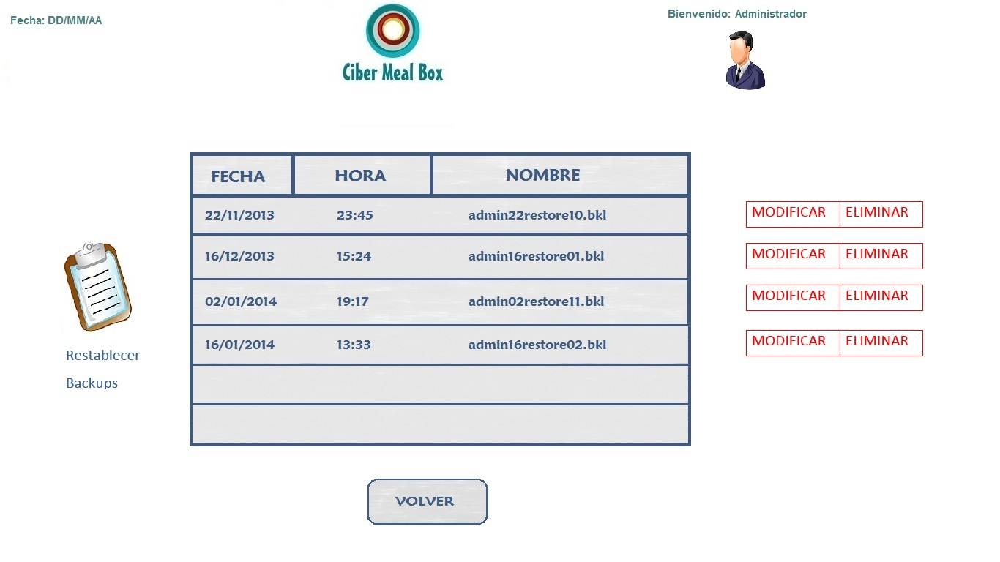 Fecha: DD/MM/AA
Bienvenido: Administrador
Ciber Meal Box
FECHA HORA NOMBRE
22/11/2013 23:45 admin22restore10.bkl MODIFICAR ELIMINAR
16/12/2013 15:24 admin16restore01.bkl MODIFICAR ELIMINAR
02/01/2014 19:17 admin02restore11.bkl MODIFICAR ELIMINAR
16/01/2014 13:33 admin16restore02.bkl MODIFICAR ELIMINAR
Restablecer
Backups
VOLVER